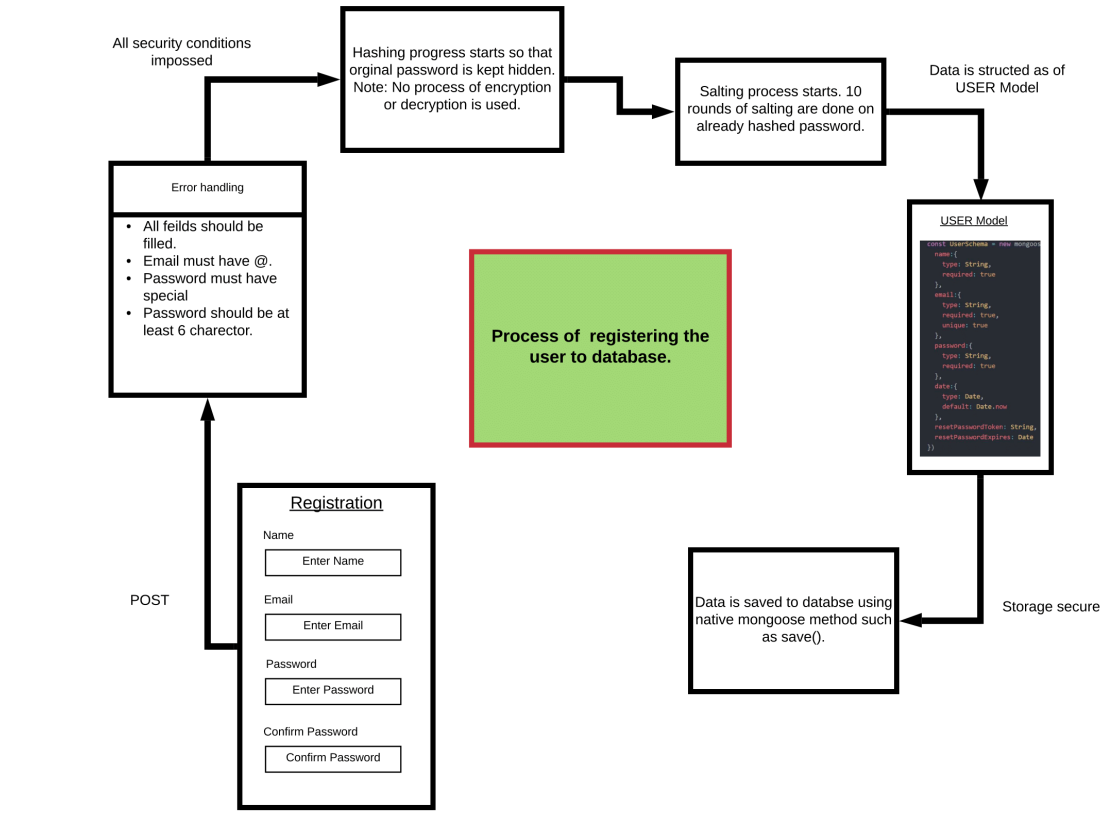 All security conditions
impossed
Hashing progress starts so that
orginal password is kept hidden.
Note: No process of encryption
or decryption is used.
Salting process starts. 10
rounds of salting are done on
already hashed password.
Data is structed as of
USER Model
Error handling
• All feilds should be
filled.
• Email must have @.
• Password must have
special
• Password should be at
least 6 charector.
Process of  registering the
user to database.
USER Model
const UserSchema = new mongoos
name:{
type: String,
required: true
},
email:{
type: String,
required: true,
unique: true
},
password:{
type: String,
required: true
},
date:{
type: Date,
default: Date.now
},
resetPasswordToken: String,
resetPasswordExpires: Date
})
Registration
Name
Enter Name
Email
Enter Email
Password
Enter Password
Confirm Password
Confirm Password
POST
Data is saved to databse using
native mongoose method such
as save().
Storage secure